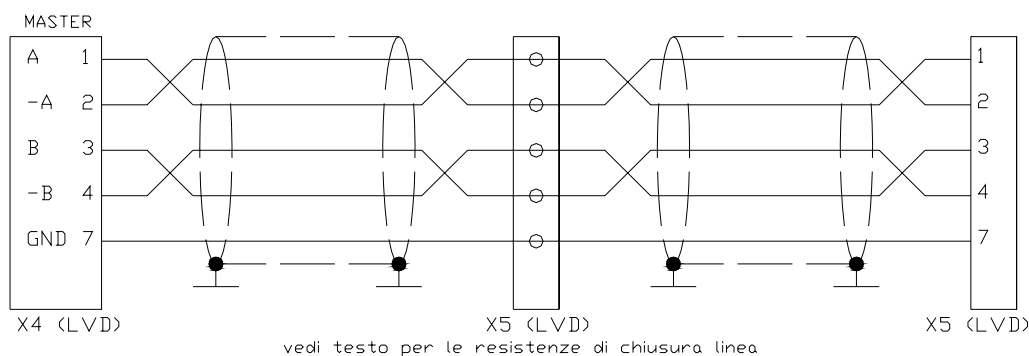 MASTER
A 1 1
-A 2 2
B 3 3
-B 4 4
GND 7 7
X4 (LVD) X5 (LVD) X5 (LVD)
vedi testo per le resistenze di chiusura linea